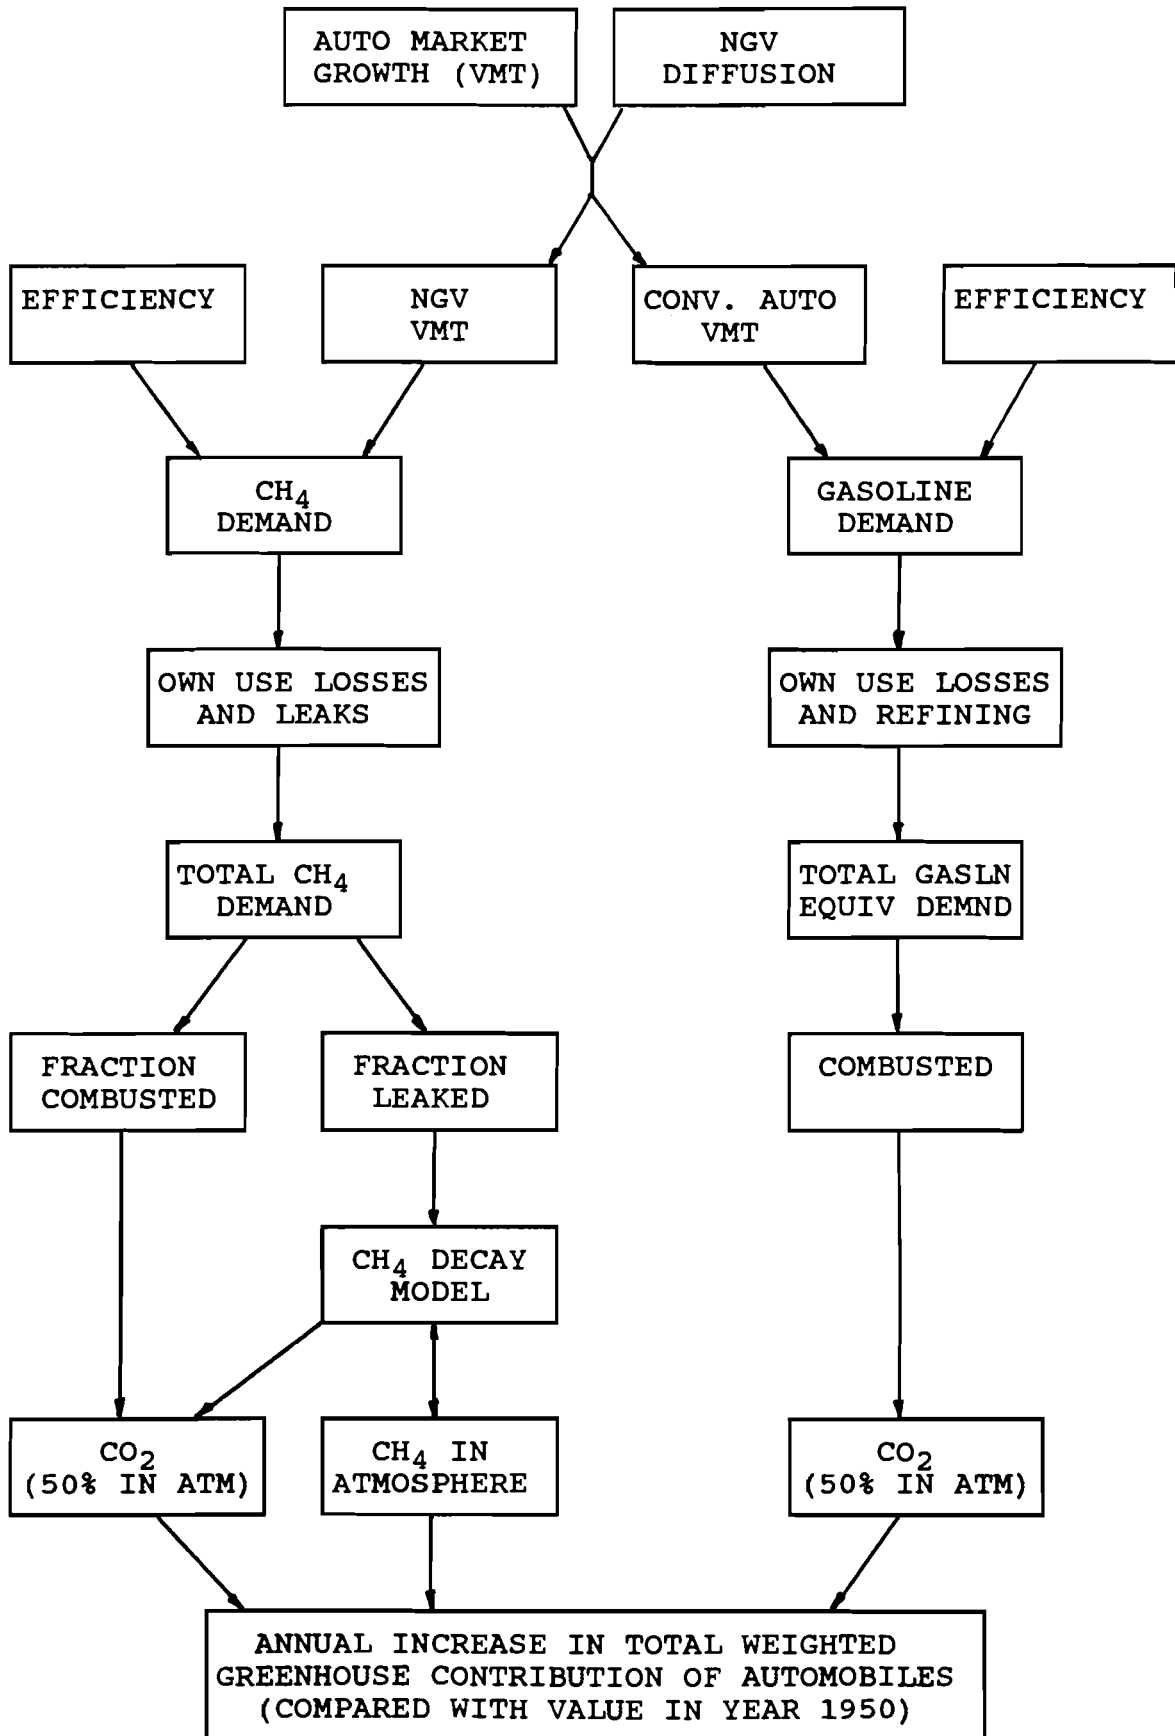 AUTO MARKET
GROWTH (VMT)
NGV
DIFFUSION
EFFICIENCY
NGV
VMT
CONV. AUTO
VMT
EFFICIENCY
CH₄
DEMAND
GASOLINE
DEMAND
OWN USE LOSSES
AND LEAKS
OWN USE LOSSES
AND REFINING
TOTAL CH₄
DEMAND
TOTAL GASLN
EQUIV DEMND
FRACTION
COMBUSTED
FRACTION
LEAKED
COMBUSTED
CH₄ DECAY
MODEL
CO₂
(50% IN ATM)
CH₄ IN
ATMOSPHERE
CO₂
(50% IN ATM)
ANNUAL INCREASE IN TOTAL WEIGHTED
GREENHOUSE CONTRIBUTION OF AUTOMOBILES
(COMPARED WITH VALUE IN YEAR 1950)